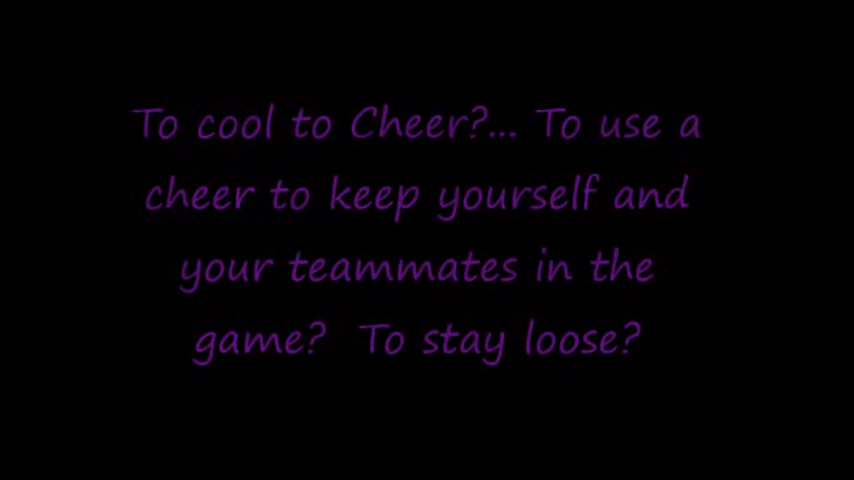 To cool to Cheer?... To use a
cheer to keep yourself and
your teammates in the
game?  To stay loose?